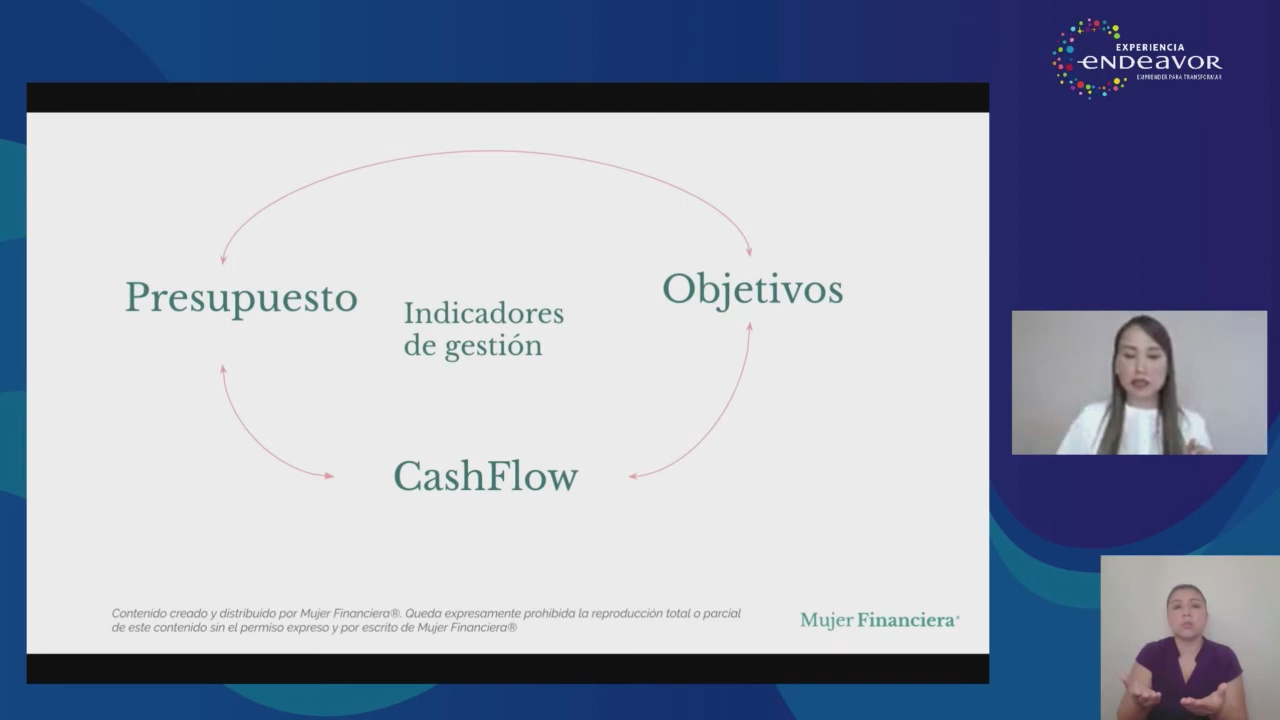 EXPERIENCIA
ENDEAVOR
EMPRENDER PARA TRANSFORMAR
Presupuesto
Objetivos
Indicadores
de gestión
CashFlow
Contenido creado y distribuido por Mujer Financiera®. Queda expresamente prohibida la reproducción total o parcial
de este contenido sin el permiso expreso y por escrito de Mujer Financiera®
Mujer Financiera®